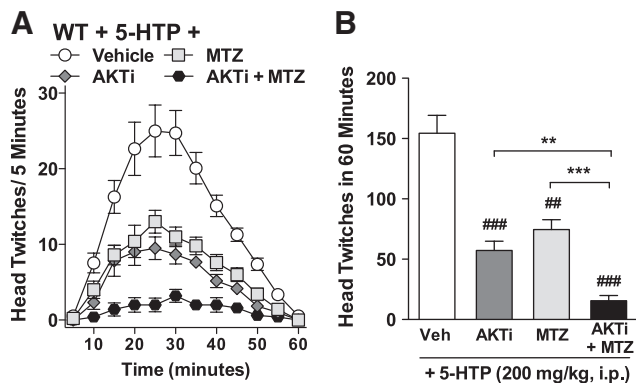 A
WT + 5-HTP +
Vehicle
MTZ
AKTi
AKTi + MTZ
Head Twitches/ 5 Minutes
30
20
10
0
10 20 30 40 50 60
Time (minutes)
B
Head Twitches in 60 Minutes
200
150
100
50
0
**
***
###
##
###
Veh AKTi MTZ AKTi + MTZ
+ 5-HTP (200 mg/kg, i.p.)